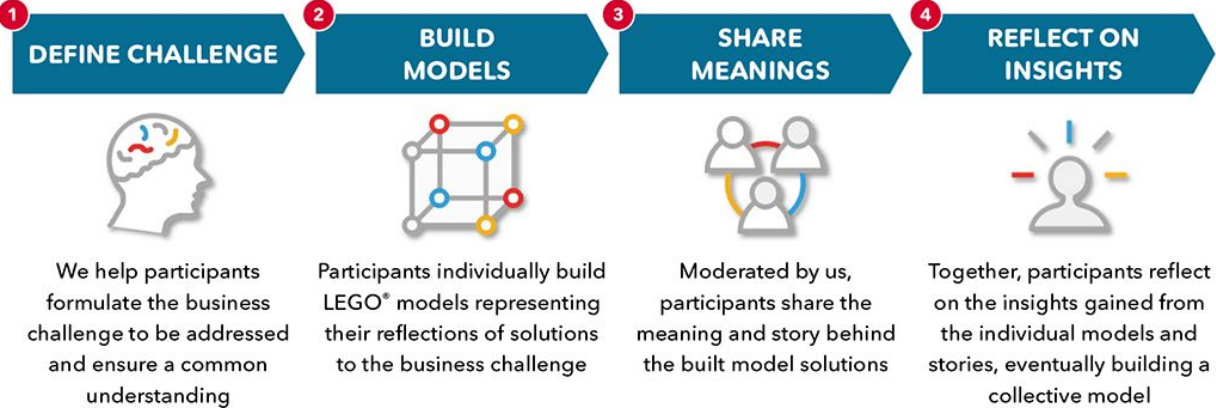 1
DEFINE CHALLENGE
We help participants
formulate the business
challenge to be addressed
and ensure a common
understanding
2
BUILD
MODELS
Participants individually build
LEGO® models representing
their reflections of solutions
to the business challenge
3
SHARE
MEANINGS
Moderated by us,
participants share the
meaning and story behind
the built model solutions
4
REFLECT ON
INSIGHTS
Together, participants reflect
on the insights gained from
the individual models and
stories, eventually building a
collective model